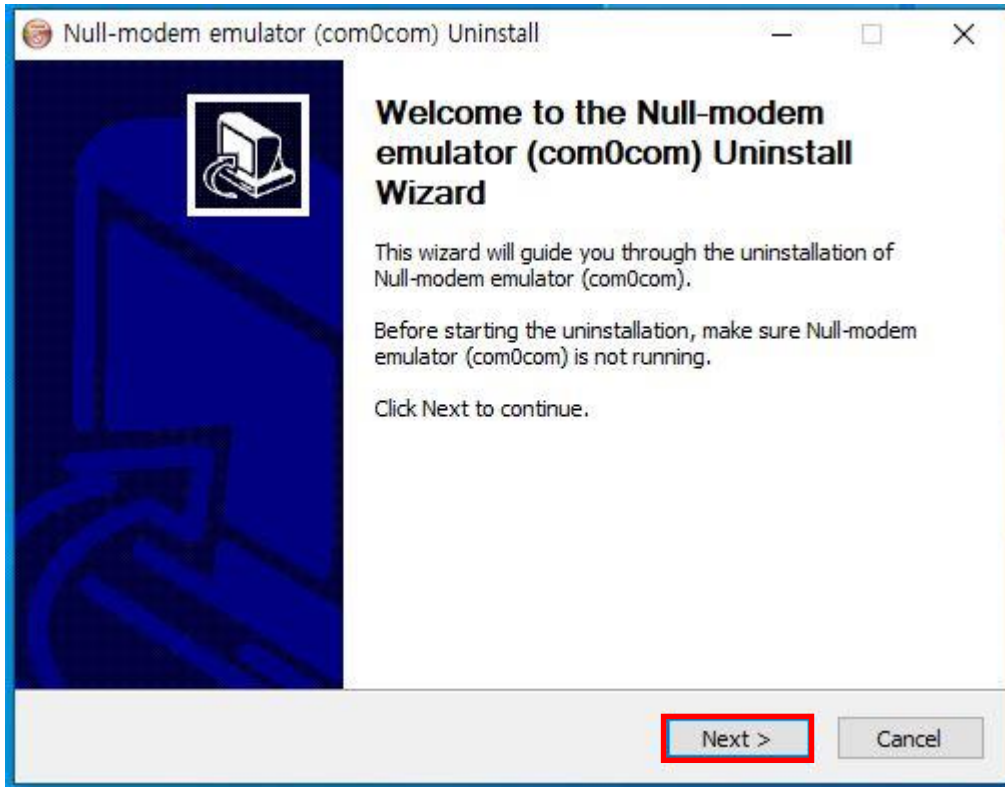 Null-modem emulator (com0com) Uninstall
Welcome to the Null-modem
emulator (com0com) Uninstall
Wizard
This wizard will guide you through the uninstallation of
Null-modem emulator (com0com).
Before starting the uninstallation, make sure Null-modem
emulator (com0com) is not running.
Click Next to continue.
Next >
Cancel